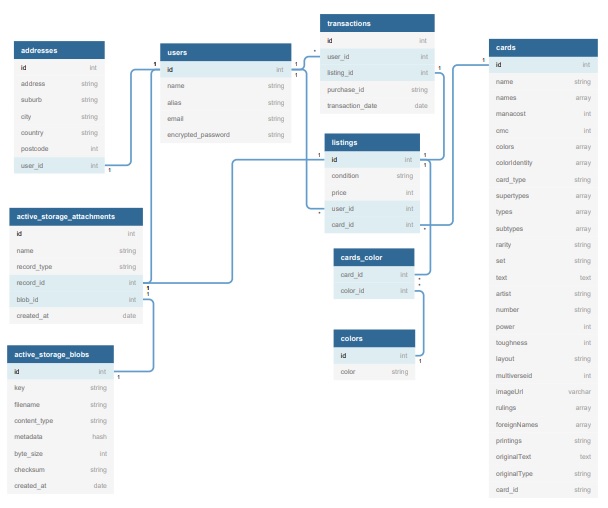 addresses
id int
address string
suburb string
city string
country string
postcode int
user_id int
1
users
1
id int
1
1
name string
alias string
email string
encrypted_password string
transactions
id int
*
user_id int
listing_id int
1
purchase_id string
transaction_date date
cards
1
id int
name string
names array
manacost int
cmc int
colors array
colorIdentity array
card_type string
supertypes array
types array
subtypes array
rarity string
set string
text text
artist string
number string
power int
toughness int
layout string
multiverseid int
imageUrl varchar
rulings array
foreignNames array
printings string
originalText text
originalType string
card_id string
listings
1
id int
1
1
condition string
price int
user_id int
*
card_id int
*
active_storage_attachments
id int
name string
record_type string
record_id int
1
blob_id int
1
created_at date
cards_color
card_id int
*
color_id int
*
colors
id int
1
color string
active_storage_blobs
id int
1
key string
filename string
content_type string
metadata hash
byte_size int
checksum string
created_at date